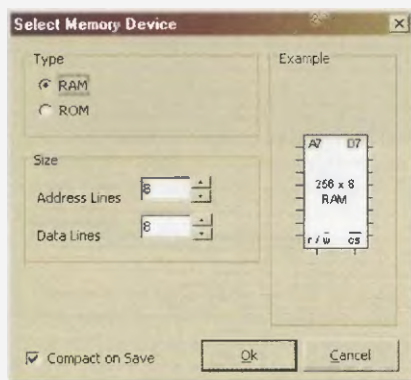 Select Memory Device
Type
RAM
ROM
Size
Address Lines 8
Data Lines 8
Example
A7 D7
256 x 8
RAM
r / w cs
Compact on Save
Ok
Cancel